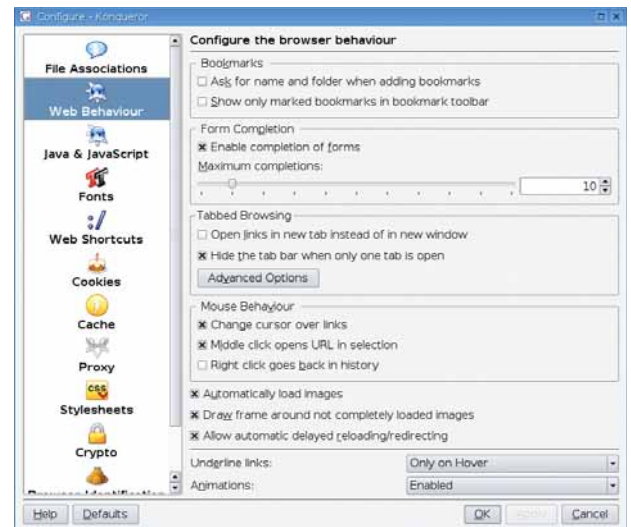 Configure - Konqueror
File Associations
Web Behaviour
Java & JavaScript
Fonts
Web Shortcuts
Cookies
Cache
Proxy
CSS
Stylesheets
Crypto
Configure the browser behaviour
Bookmarks
Ask for name and folder when adding bookmarks
Show only marked bookmarks in bookmark toolbar
Form Completion
Enable completion of forms
Maximum completions:
10
Tabbed Browsing
Open links in new tab instead of in new window
Hide the tab bar when only one tab is open
Advanced Options
Mouse Behaviour
Change cursor over links
Middle click opens URL in selection
Right click goes back in history
Automatically load images
Draw frame around not completely loaded images
Allow automatic delayed reloading/redirecting
Underline links: Only on Hover
Animations: Enabled
Help Defaults OK Cancel